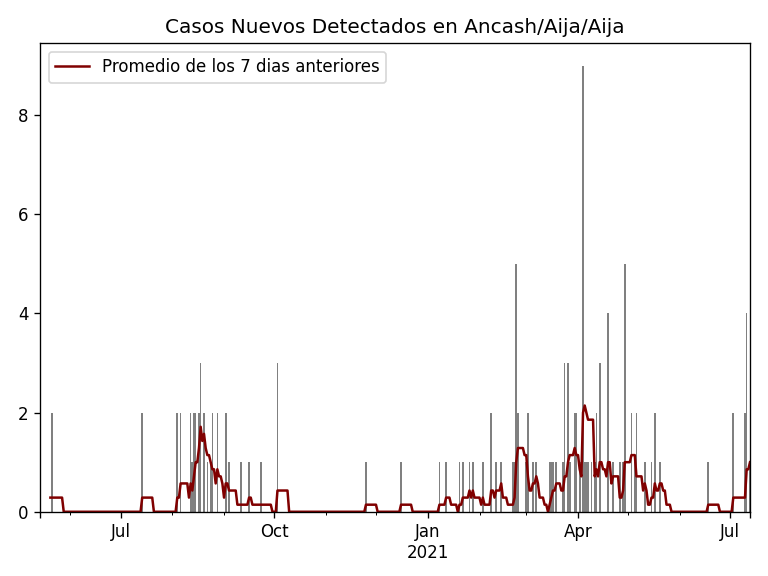 Casos Nuevos Detectados en Ancash/Aija/Aija
Promedio de los 7 dias anteriores
8
6
4
2
0
Jul
Oct
Jan
2021
Apr
Jul